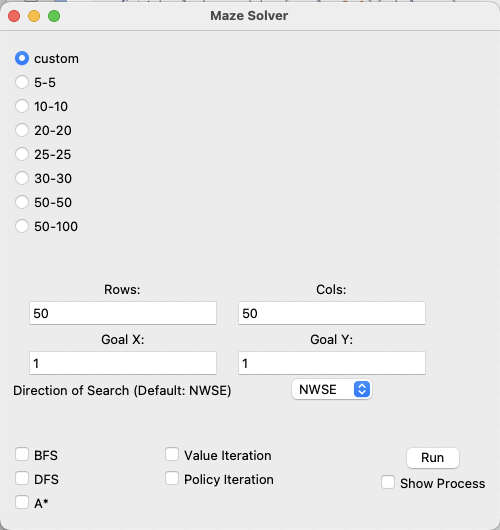 Maze Solver
custom
5-5
10-10
20-20
25-25
30-30
50-50
50-100
Rows: Cols:
50 50
Goal X: Goal Y:
1 1
Direction of Search (Default: NWSE) NWSE
BFS Value Iteration Run
DFS Policy Iteration Show Process
A*